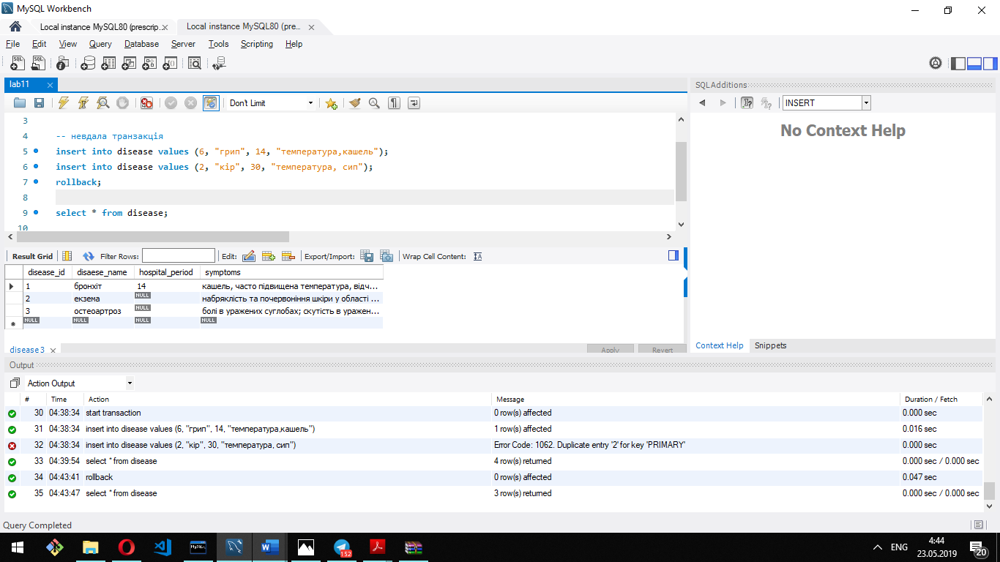 MySQL Workbench
Local instance MySQL80 (prescrip...
Local instance MySQL80 (pre...
File Edit View Query Database Server Tools Scripting Help
lab11
SQLAdditions
Don't Limit
INSERT
No Context Help
3
4 -- невдала транзакція
5 insert into disease values (6, "грип", 14, "температура,кашель");
6 insert into disease values (2, "кір", 30, "температура, сип");
7 rollback;
8
9 select * from disease;
10
Result Grid Filter Rows: Edit: Export/Import: Wrap Cell Content:
disease_id disaese_name hospital_period symptoms
1 бронхіт 14 кашель, часто підвищена температура, відч...
2 екзема NULL набряклість та почервоніння шкіри у області ...
3 остеоартроз NULL болі в уражених суглобах; скутість в уражен...
NULL NULL NULL NULL
disease 3 Apply Revert
Context Help Snippets
Output
Action Output
# Time Action Message Duration / Fetch
30 04:38:34 start transaction 0 row(s) affected 0.000 sec
31 04:38:34 insert into disease values (6, "грип", 14, "температура,кашель") 1 row(s) affected 0.016 sec
32 04:38:34 insert into disease values (2, "кір", 30, "температура, сип") Error Code: 1062. Duplicate entry '2' for key 'PRIMARY' 0.000 sec
33 04:39:54 select * from disease 4 row(s) returned 0.000 sec / 0.000 sec
34 04:43:41 rollback 0 row(s) affected 0.047 sec
35 04:43:47 select * from disease 3 row(s) returned 0.000 sec / 0.000 sec
Query Completed
MySQL
152
ENG
4:44
23.05.2019
20